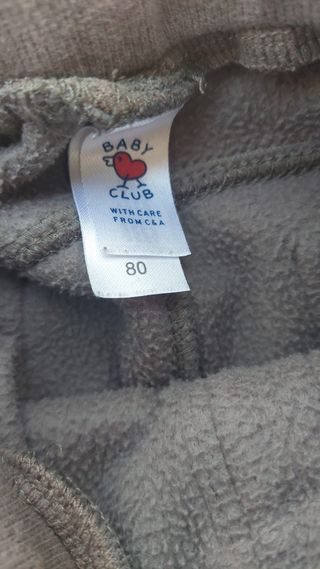 BABY
CLUB
WITH CARE
FROM C&A
80